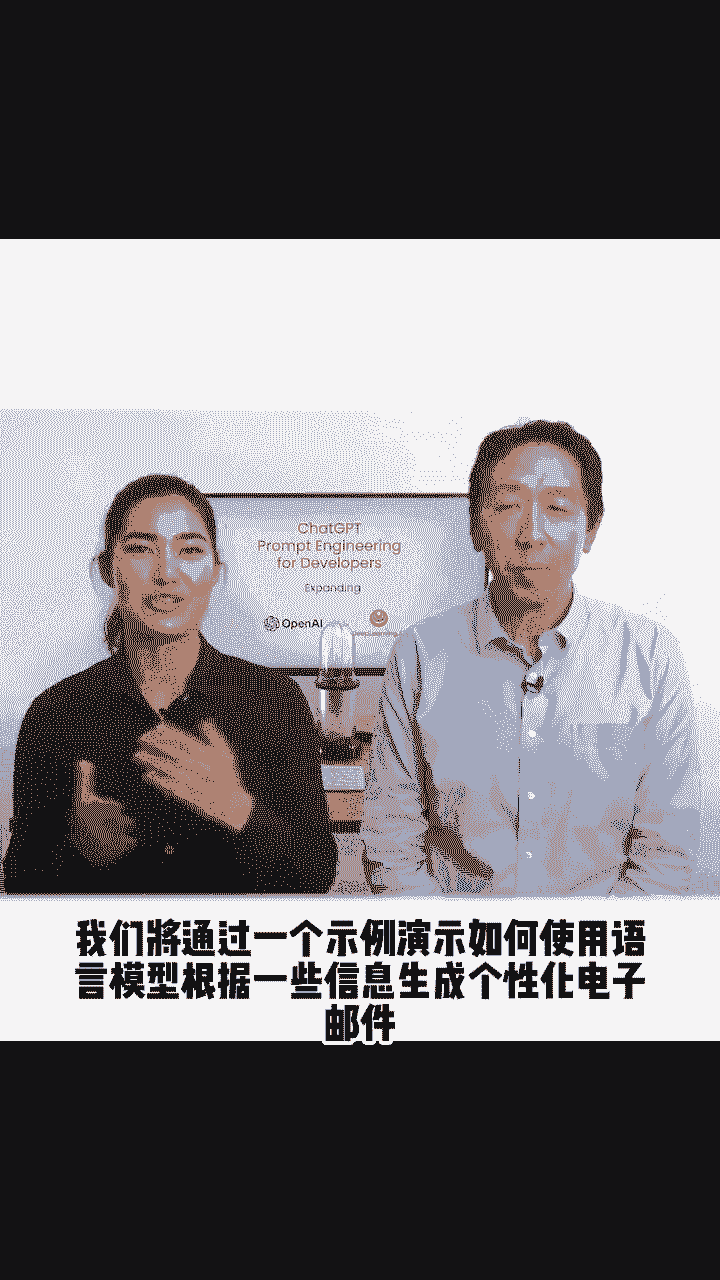 ChatGPT
Prompt Engineering
for Developers
Expanding
OpenAI
我们將通过一个示例演示如何使用语
言模型根据一些信息生成个性化电子
邮件